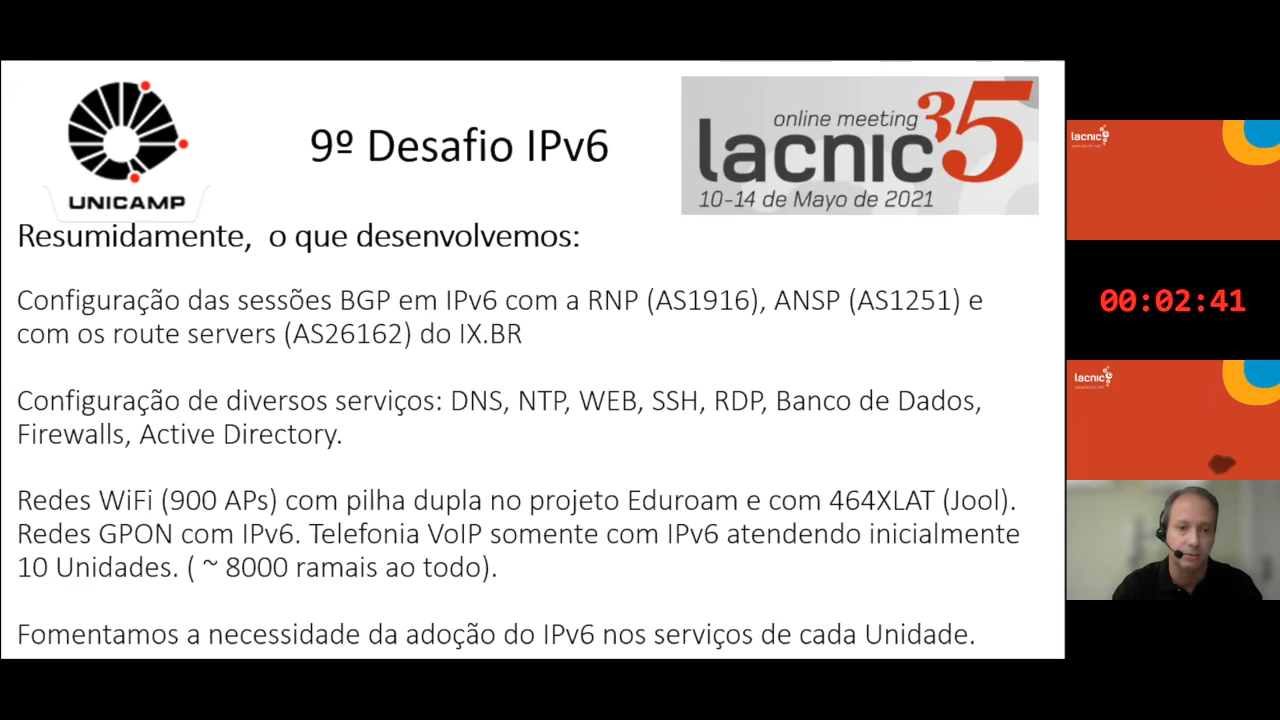 UNICAMP
9º Desafio IPv6
online meeting
lacnic35
10-14 de Mayo de 2021
Resumidamente,  o que desenvolvemos:
Configuração das sessões BGP em IPv6 com a RNP (AS1916), ANSP (AS1251) e
com os route servers (AS26162) do IX.BR
Configuração de diversos serviços: DNS, NTP, WEB, SSH, RDP, Banco de Dados,
Firewalls, Active Directory.
Redes WiFi (900 APs) com pilha dupla no projeto Eduroam e com 464XLAT (Jool).
Redes GPON com IPv6. Telefonia VoIP somente com IPv6 atendendo inicialmente
10 Unidades. ( ~ 8000 ramais ao todo).
Fomentamos a necessidade da adoção do IPv6 nos serviços de cada Unidade.
lacnic
00:02:41
lacnic